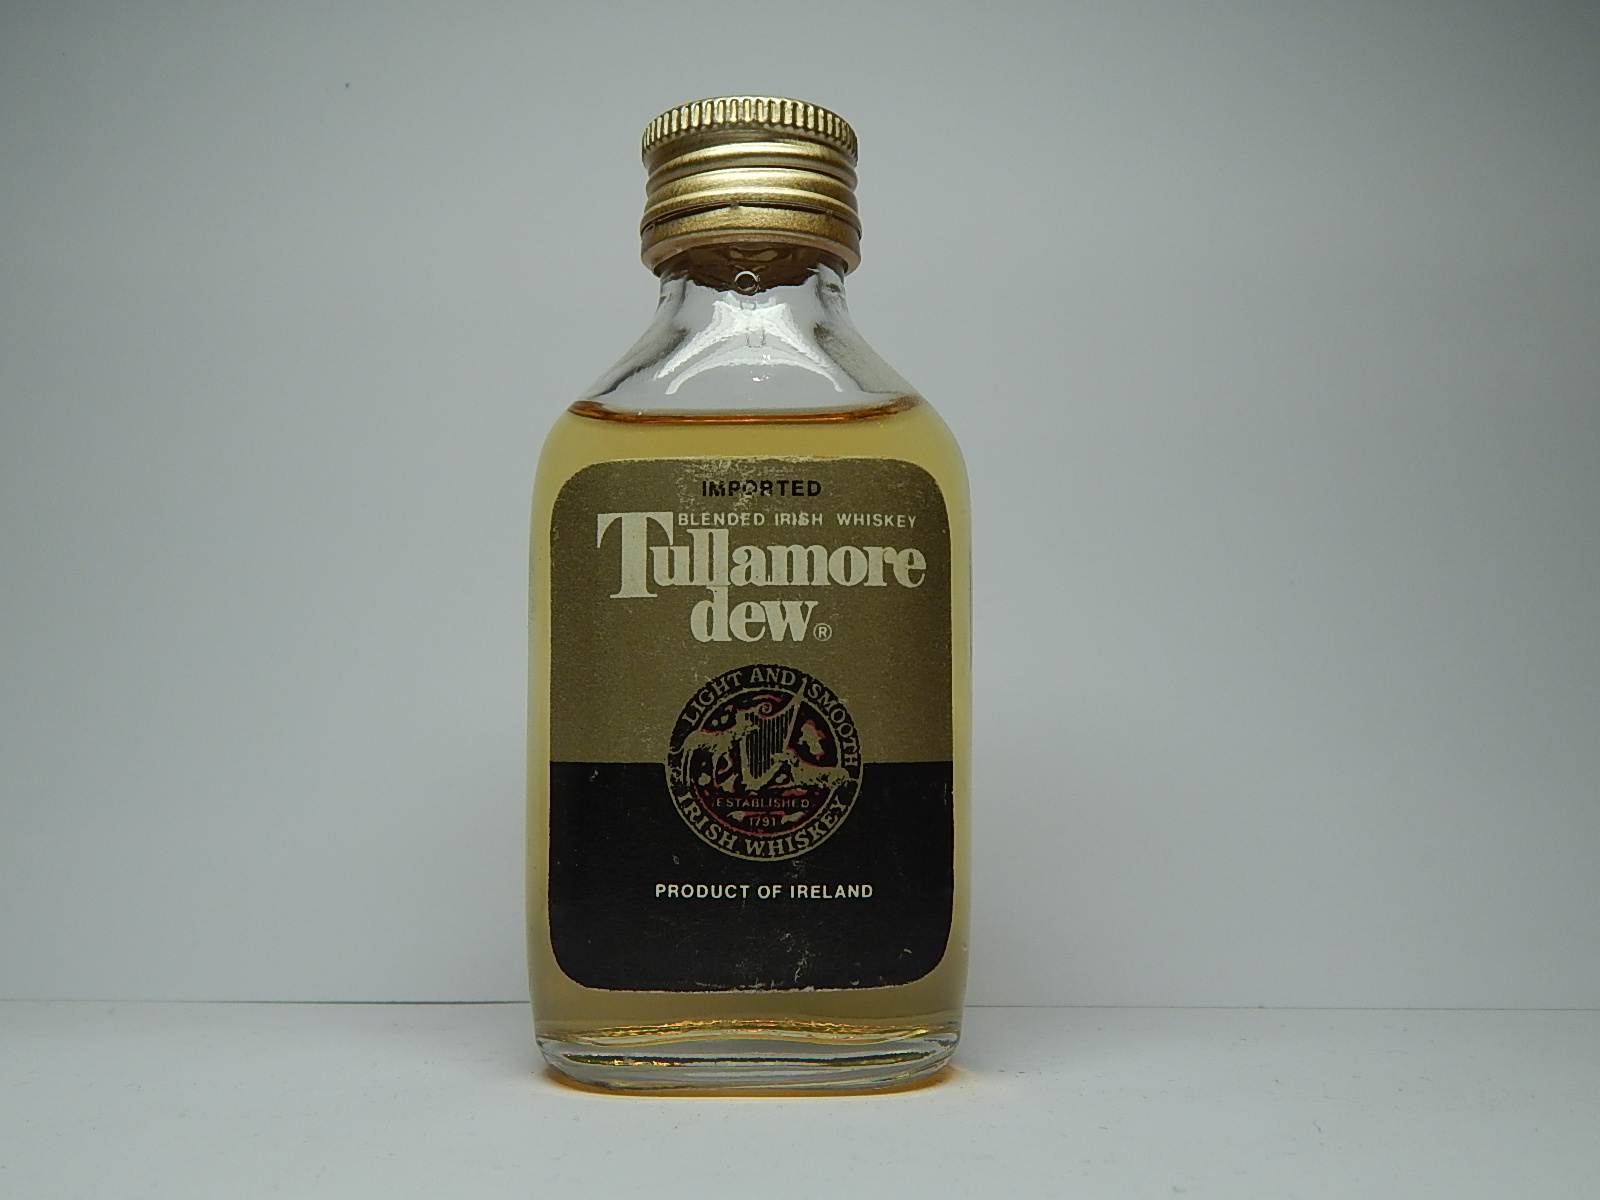 IMPORTED
BLENDED IRISH WHISKEY
Tullamore
dew®
LIGHT AND SMOOTH
ESTABLISHED
1791
IRISH WHISKEY
PRODUCT OF IRELAND